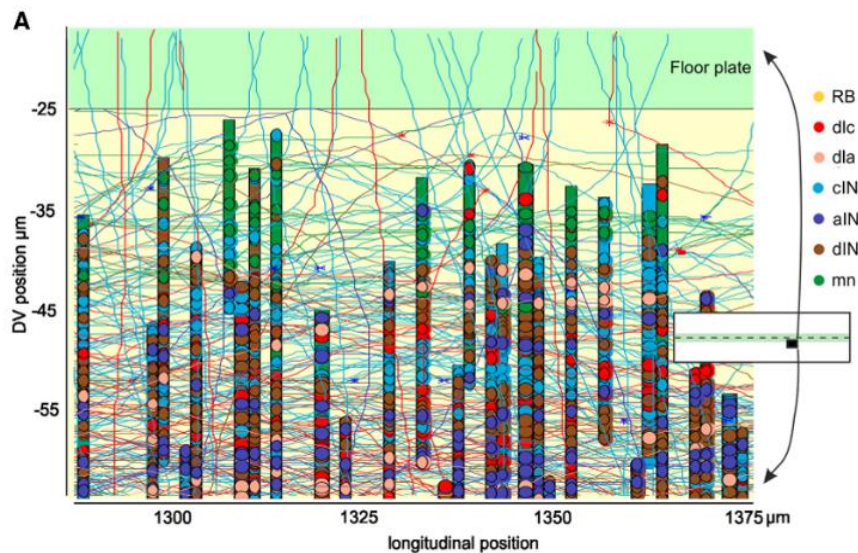 A
Floor plate
RB
dlc
dla
cIN
aIN
dIN
mn
-25
-35
-45
-55
DV position µm
1300
1325
1350
1375 µm
longitudinal position